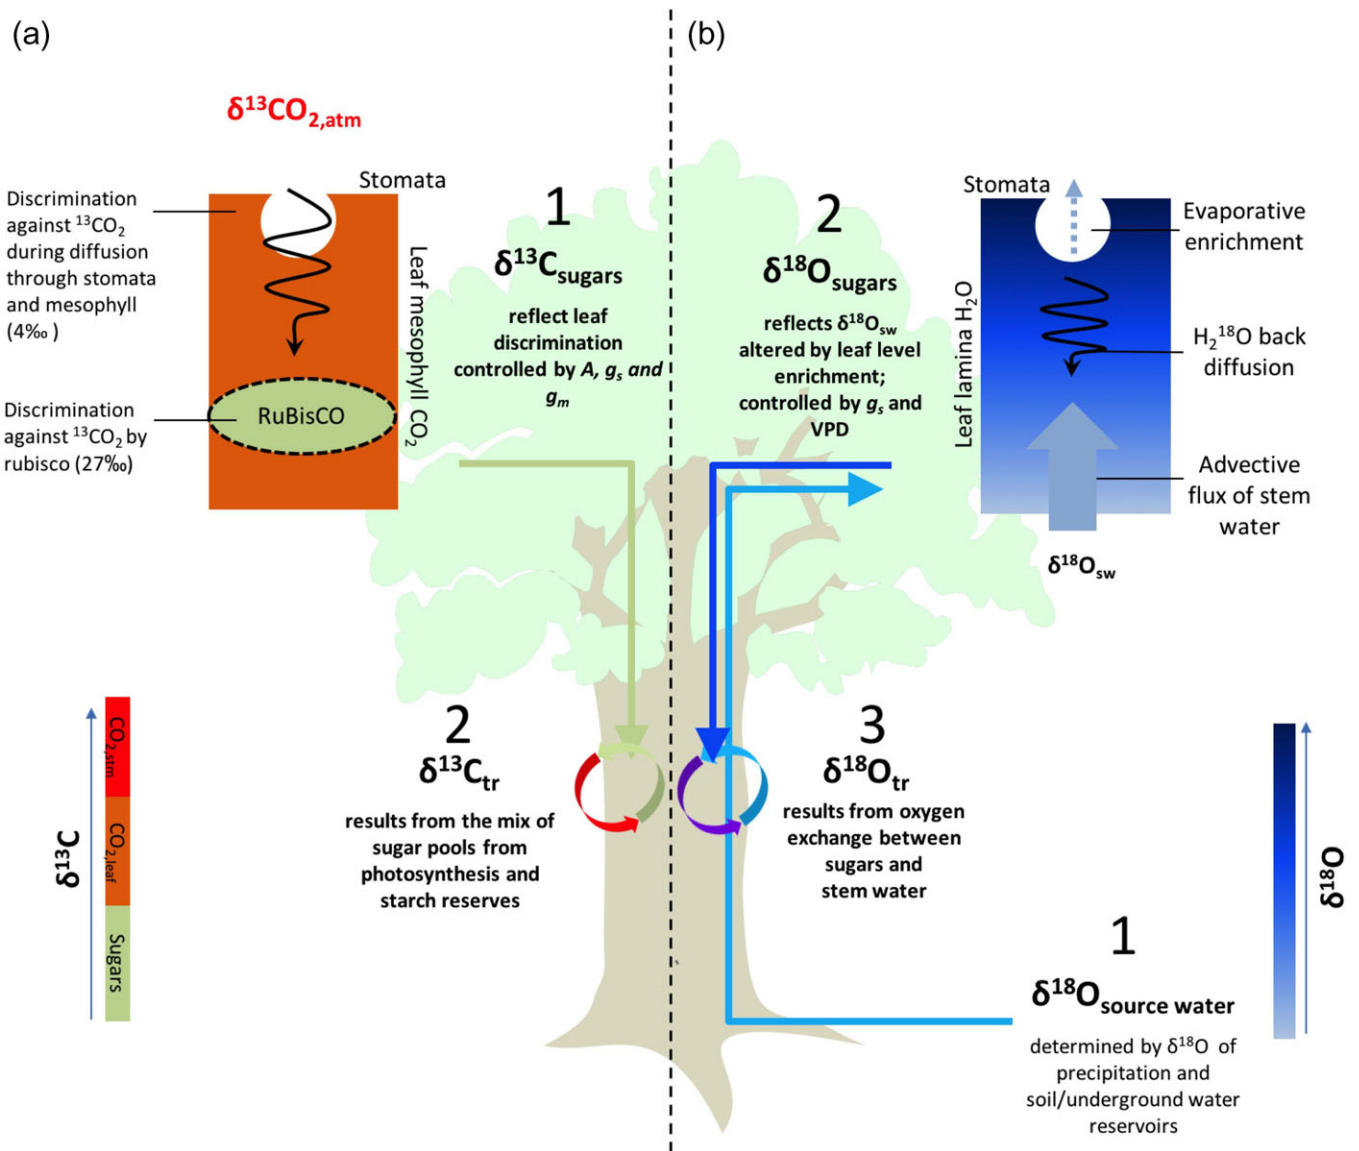 (a)
δ¹³CO₂,atm
Stomata
Discrimination
against ¹³CO₂
during diffusion
through stomata
and mesophyll
(4‰ )
Leaf mesophyll CO₂
Discrimination
against ¹³CO₂ by
rubisco (27‰)
RuBisCO
1
δ¹³Csugars
reflect leaf
discrimination
controlled by A, gs and
gm
2
δ¹³Ctr
results from the mix of
sugar pools from
photosynthesis and
starch reserves
δ¹³C
CO₂,stm
CO₂,leaf
Sugars
(b)
2
δ¹⁸Osugars
reflects δ¹⁸Osw
altered by leaf level
enrichment;
controlled by gs and
VPD
Stomata
Leaf lamina H₂O
Evaporative
enrichment
H₂¹⁸O back
diffusion
Advective
flux of stem
water
δ¹⁸Osw
3
δ¹⁸Otr
results from oxygen
exchange between
sugars and
stem water
1
δ¹⁸Osource water
determined by δ¹⁸O of
precipitation and
soil/underground water
reservoirs
δ¹⁸O